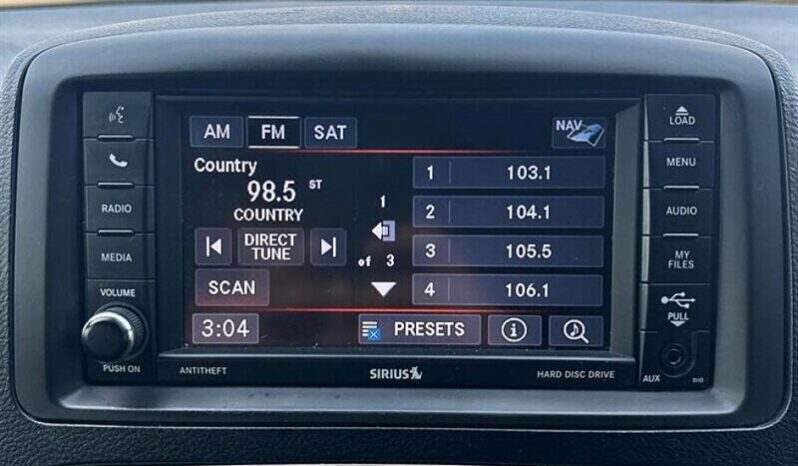 AM FM SAT
NAV
Country
98.5 ST
COUNTRY
DIRECT
TUNE
SCAN
3:04
1
of 3
1 103.1
2 104.1
3 105.5
4 106.1
PRESETS
RADIO
MEDIA
VOLUME
PUSH ON
LOAD
MENU
AUDIO
MY
FILES
PULL
AUX
ANTITHEFT
SIRIUS
HARD DISC DRIVE